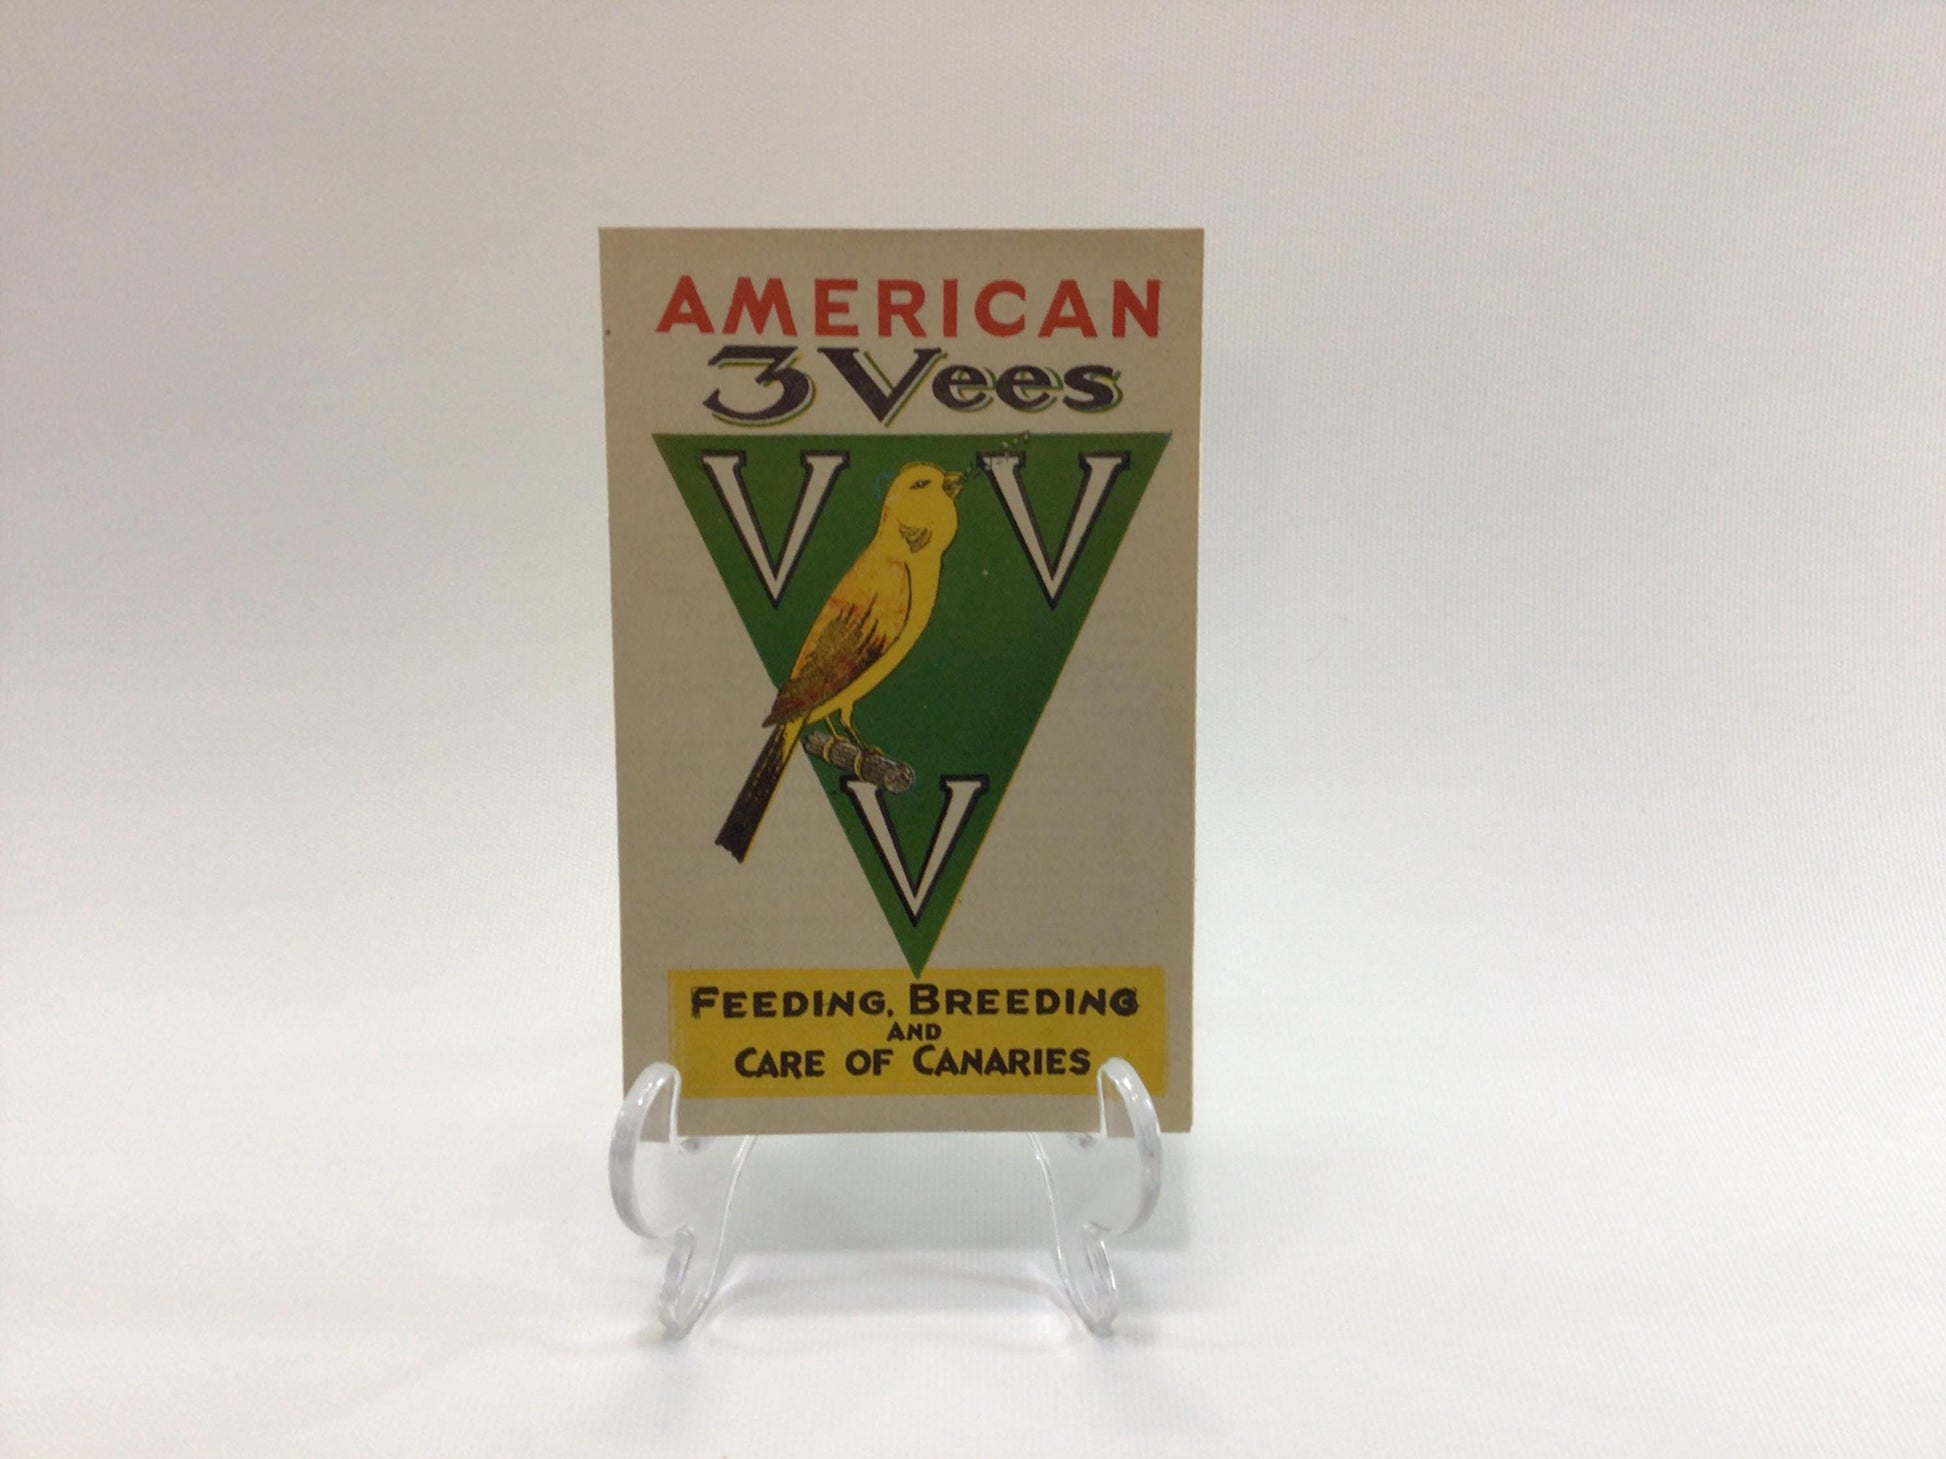 AMERICAN
3 Vees
V V
V
FEEDING, BREEDING
AND
CARE OF CANARIES